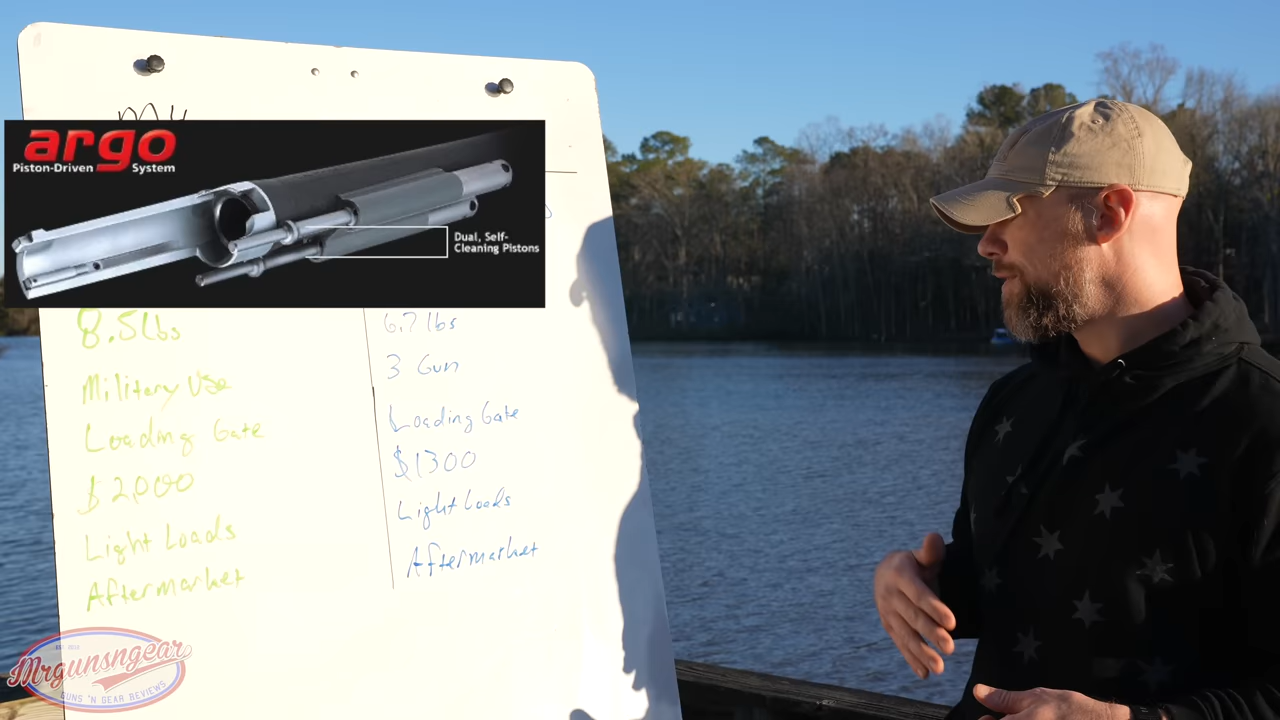 My
argo
Piston-Driven System
Dual, Self-
Cleaning Pistons
8.5lbs
Military Use
Loading Gate
$2,000
Light Loads
Aftermarket
6.7 lbs
3 Gun
Loading Gate
$1300
Light Loads
Aftermarket
Mrgunsngear
GUNS 'N GEAR REVIEWS